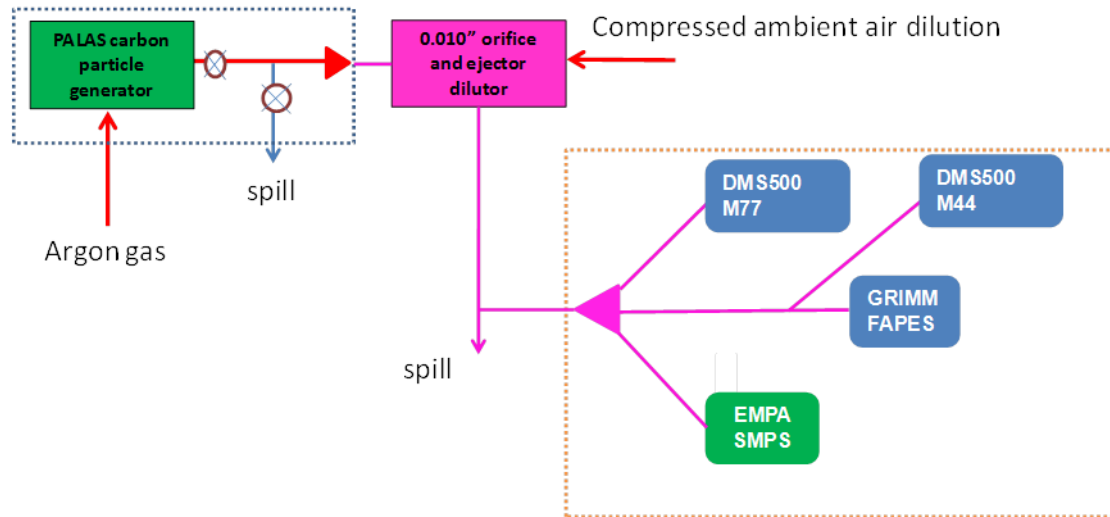 PALAS carbon
particle
generator
0.010” orifice
and ejector
dilutor
Compressed ambient air dilution
spill
Argon gas
DMS500
M77
DMS500
M44
GRIMM
FAPES
spill
EMPA
SMPS